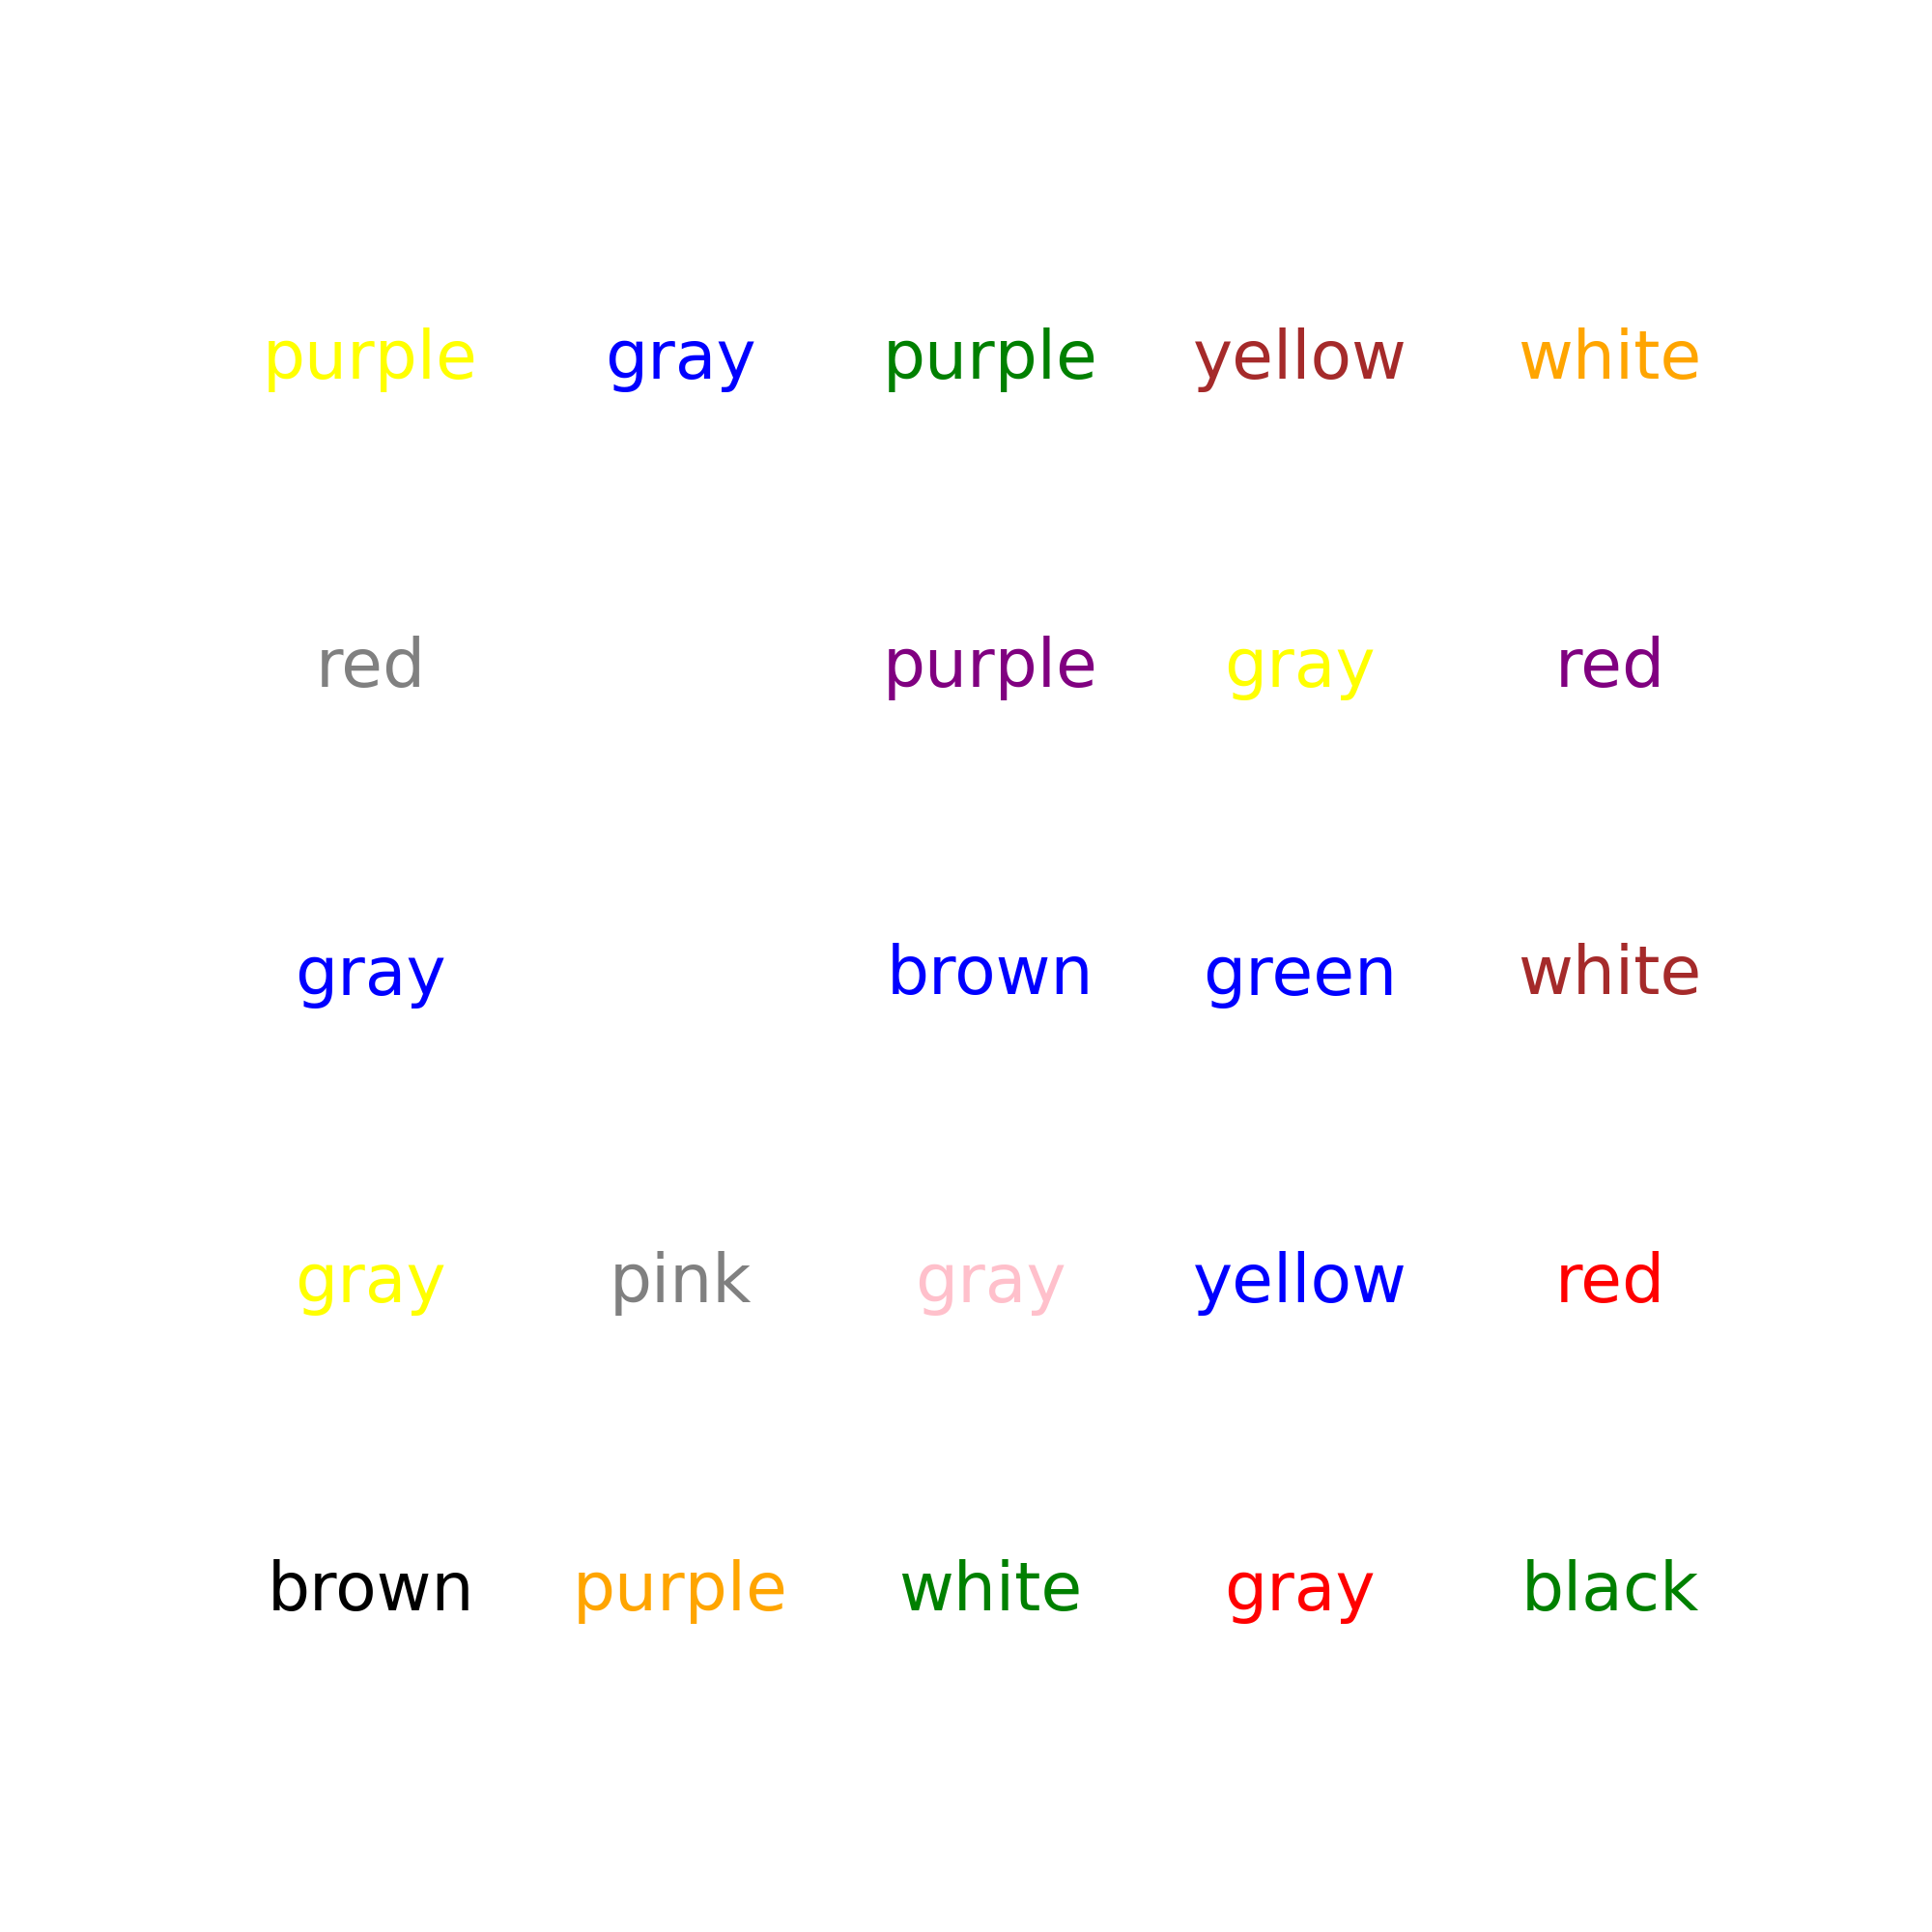 purple gray purple yellow white
red purple gray red
gray brown green white
gray pink gray yellow red
brown purple white gray black